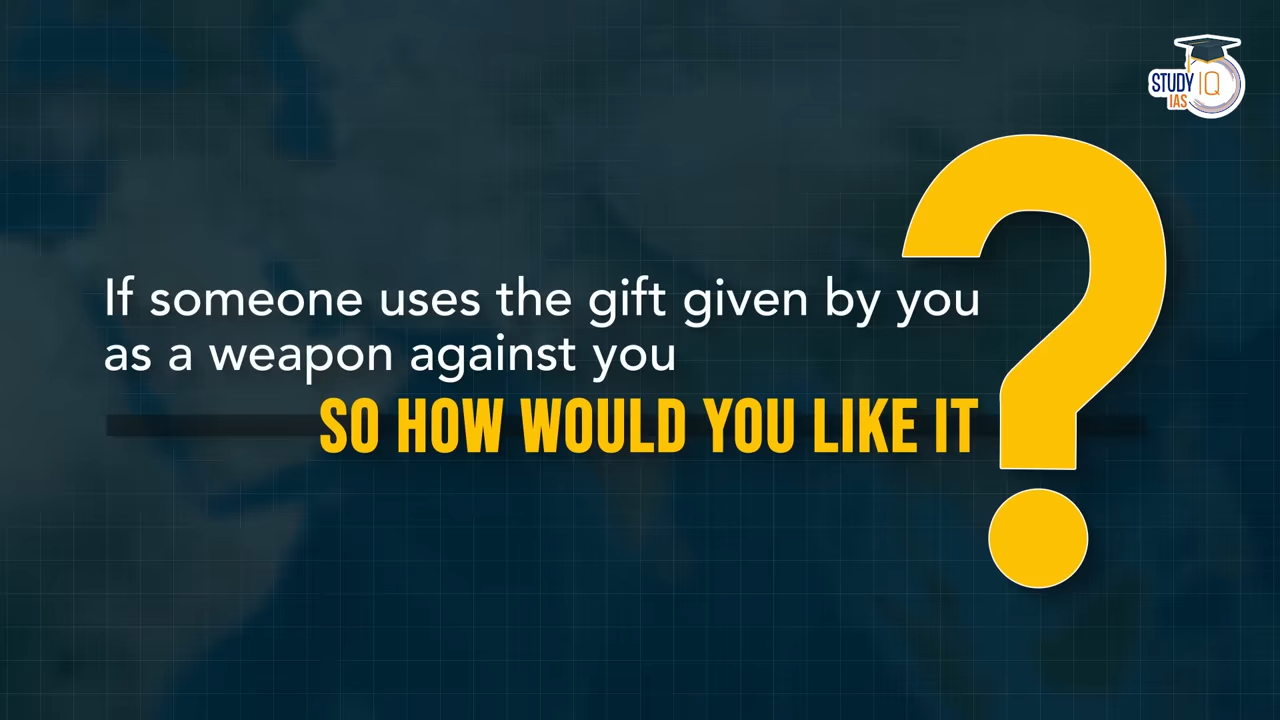 STUDY IQ
IAS
If someone uses the gift given by you
as a weapon against you
SO HOW WOULD YOU LIKE IT
?